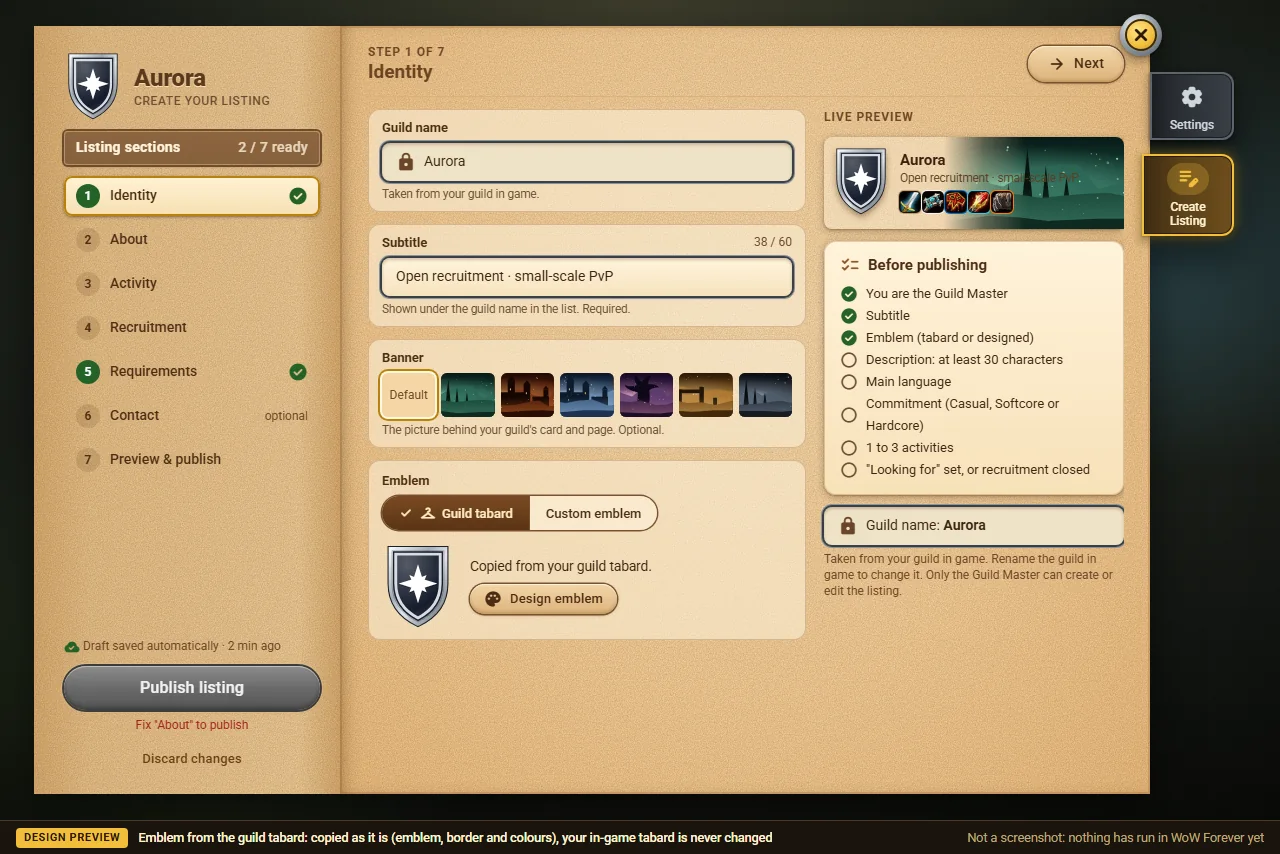 Aurora
CREATE YOUR LISTING
Listing sections 2 / 7 ready
1 Identity
2 About
3 Activity
4 Recruitment
5 Requirements
6 Contact optional
7 Preview & publish
Draft saved automatically · 2 min ago
Publish listing
Fix "About" to publish
Discard changes
STEP 1 OF 7
Identity
Next
Guild name
Aurora
Taken from your guild in game.
Subtitle 38 / 60
Open recruitment · small-scale PvP
Shown under the guild name in the list. Required.
Banner
Default
The picture behind your guild's card and page. Optional.
Emblem
Guild tabard
Custom emblem
Copied from your guild tabard.
Design emblem
LIVE PREVIEW
Aurora
Open recruitment · small-scale PvP
Before publishing
You are the Guild Master
Subtitle
Emblem (tabard or designed)
Description: at least 30 characters
Main language
Commitment (Casual, Softcore or
Hardcore)
1 to 3 activities
"Looking for" set, or recruitment closed
Guild name: Aurora
Taken from your guild in game. Rename the guild in
game to change it. Only the Guild Master can create or
edit the listing.
Settings
Create
Listing
DESIGN PREVIEW Emblem from the guild tabard: copied as it is (emblem, border and colours), your in-game tabard is never changed
Not a screenshot: nothing has run in WoW Forever yet